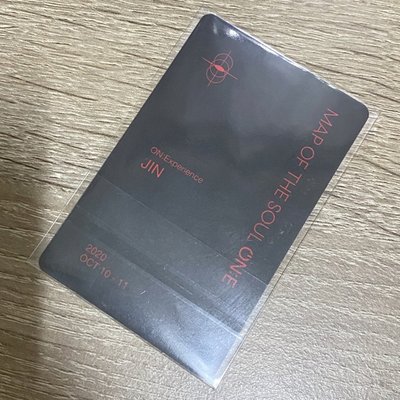 MAP OF THE SOUL ON:E
ON:Experience
JIN
2020
OCT 10 - 11